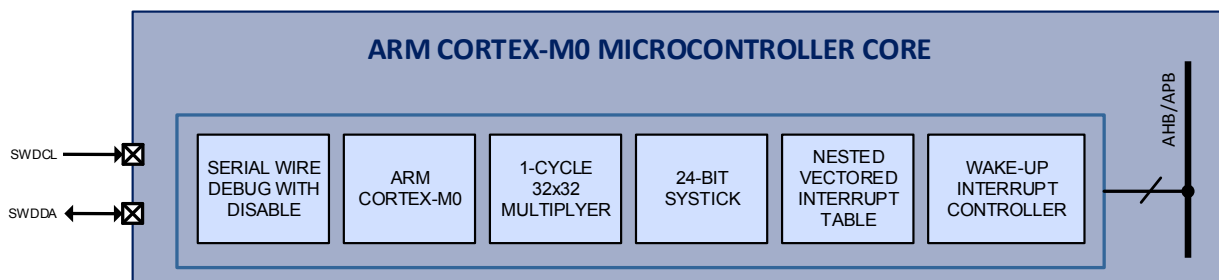 ARM CORTEX-M0 MICROCONTROLLER CORE
AHB/APB
SWDCL
SWDDA
SERIAL WIRE
DEBUG WITH
DISABLE
ARM
CORTEX-M0
1-CYCLE
32x32
MULTIPLYER
24-BIT
SYSTICK
NESTED
VECTORED
INTERRUPT
TABLE
WAKE-UP
INTERRUPT
CONTROLLER